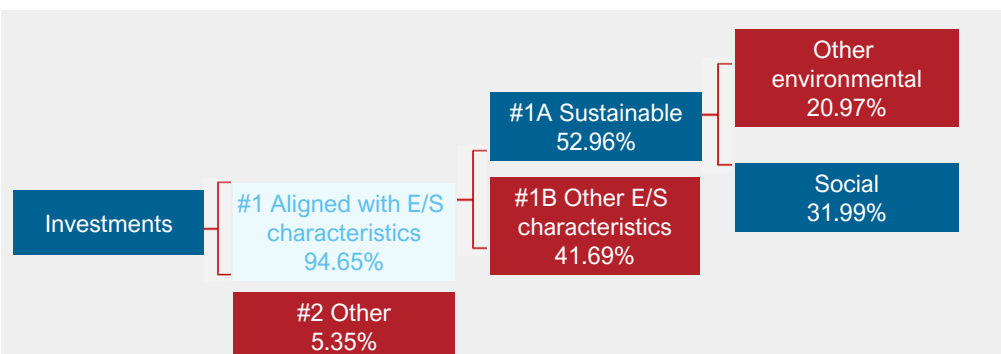 Investments
#1 Aligned with E/S
characteristics
94.65%
#2 Other
5.35%
#1A Sustainable
52.96%
#1B Other E/S
characteristics
41.69%
Other
environmental
20.97%
Social
31.99%